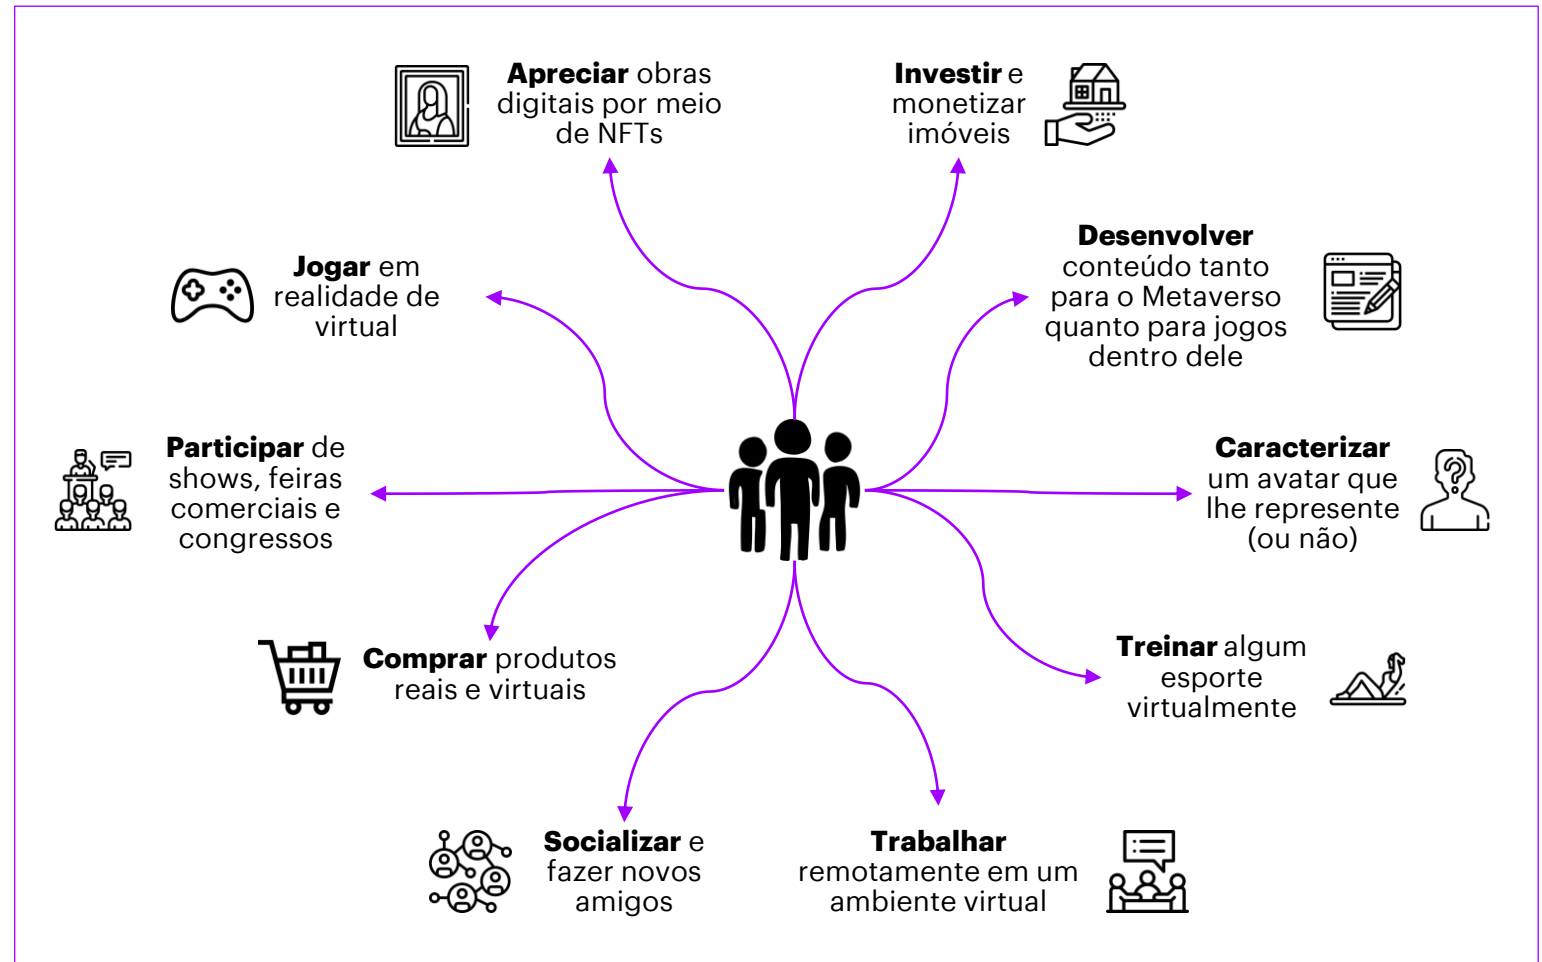 Apreciar obras
digitais por meio
de NFTs
Investir e
monetizar
imóveis
Jogar em
realidade de
virtual
Desenvolver
conteúdo tanto
para o Metaverso
quanto para jogos
dentro dele
Participar de
shows, feiras
comerciais e
congressos
Caracterizar
um avatar que
lhe represente
(ou não)
Comprar produtos
reais e virtuais
Treinar algum
esporte
virtualmente
Socializar e
fazer novos
amigos
Trabalhar
remotamente em um
ambiente virtual